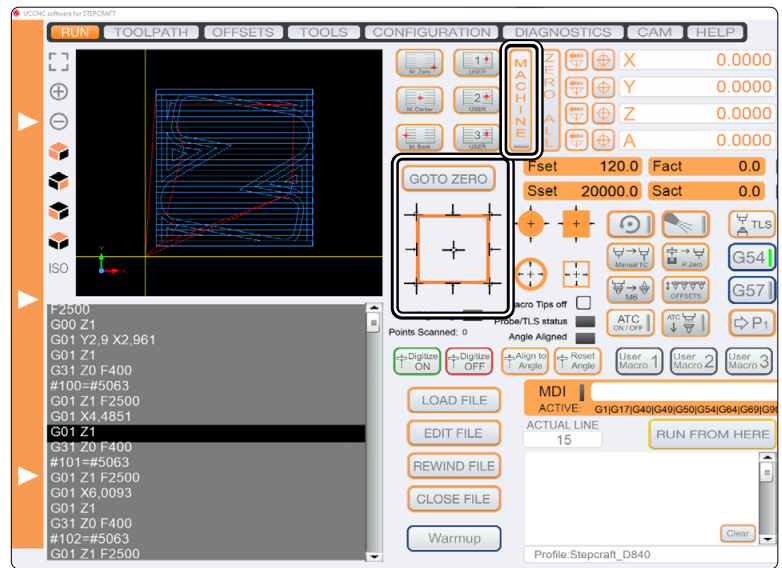 UCCNC software for STEPCRAFT
RUN TOOLPATH OFFSETS TOOLS CONFIGURATION DIAGNOSTICS CAM HELP
M. Zero
1 USER
M. Center
2 USER
M. Back
3 USER
MACHINE
ZERO ALL
X 0.0000
Y 0.0000
Z 0.0000
A 0.0000
GOTO ZERO
Fset 120.0 Fact 0.0
Sset 20000.0 Sact 0.0
TLS
Manual TC
P. Zero
G54
M6
OFFSETS
G57
ATC ON / OFF
ATC
P1
ISO
Y
X
acro Tips off
Probe/TLS status
Angle Aligned
Points Scanned: 0
Digitize ON
Digitize OFF
Align to Angle
Reset Angle
User Macro 1
User Macro 2
User Macro 3
F2500
G00 Z1
G01 Y2,9 X2,961
G01 Z1
G31 Z0 F400
#100=#5063
G01 Z1 F2500
G01 X4,4851
G01 Z1
G31 Z0 F400
#101=#5063
G01 Z1 F2500
G01 X6,0093
G01 Z1
G31 Z0 F400
#102=#5063
G01 Z1 F2500
LOAD FILE
EDIT FILE
REWIND FILE
CLOSE FILE
Warmup
MDI
ACTIVE: G1|G17|G40|G49|G50|G54|G64|G69|G90
ACTUAL LINE
15
RUN FROM HERE
Clear
Profile:Stepcraft_D840